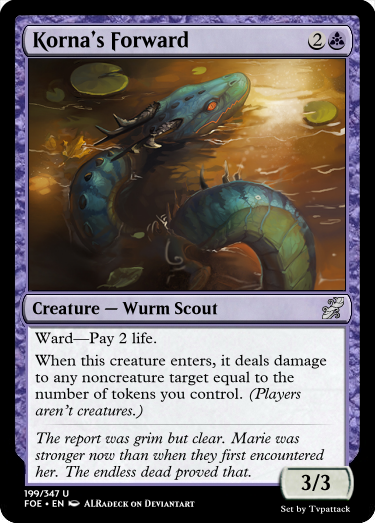 Korna's Forward 2
Creature — Wurm Scout
Ward—Pay 2 life.
When this creature enters, it deals damage
to any noncreature target equal to the
number of tokens you control. (Players
aren't creatures.)
The report was grim but clear. Marie was
stronger now than when they first encountered
her. The endless dead proved that.
3/3
199/347 U
FOE • EN ALRadeck on Deviantart
Set by Tvpattack